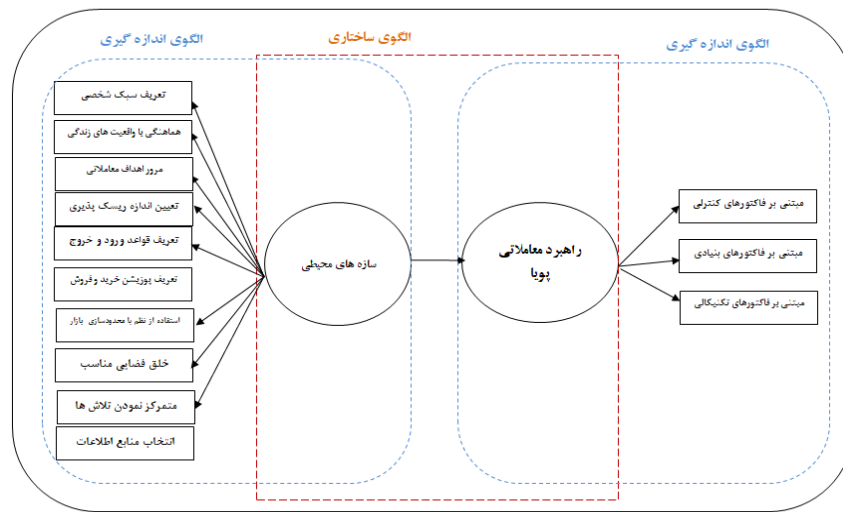 الگوی اندازه گیری
الگوی ساختاری
الگوی اندازه گیری
مبتنی بر فاکتورهای کنترلی
مبتنی بر فاکتورهای بنیادی
مبتنی بر فاکتورهای تکنیکالی
راهبرد معاملاتی
پویا
سازه های محیطی
تعریف سبک شخصی
هماهنگی با واقعیت های زندگی
مرور اهداف معاملاتی
تعیین اندازه ریسک پذیری
تعریف قواعد ورود و خروج
تعریف پوزیشن خرید و فروش
استفاده از نظم با محدودسازی بازار
خلق فضایی مناسب
متمرکز نمودن تلاش ها
انتخاب منابع اطلاعات